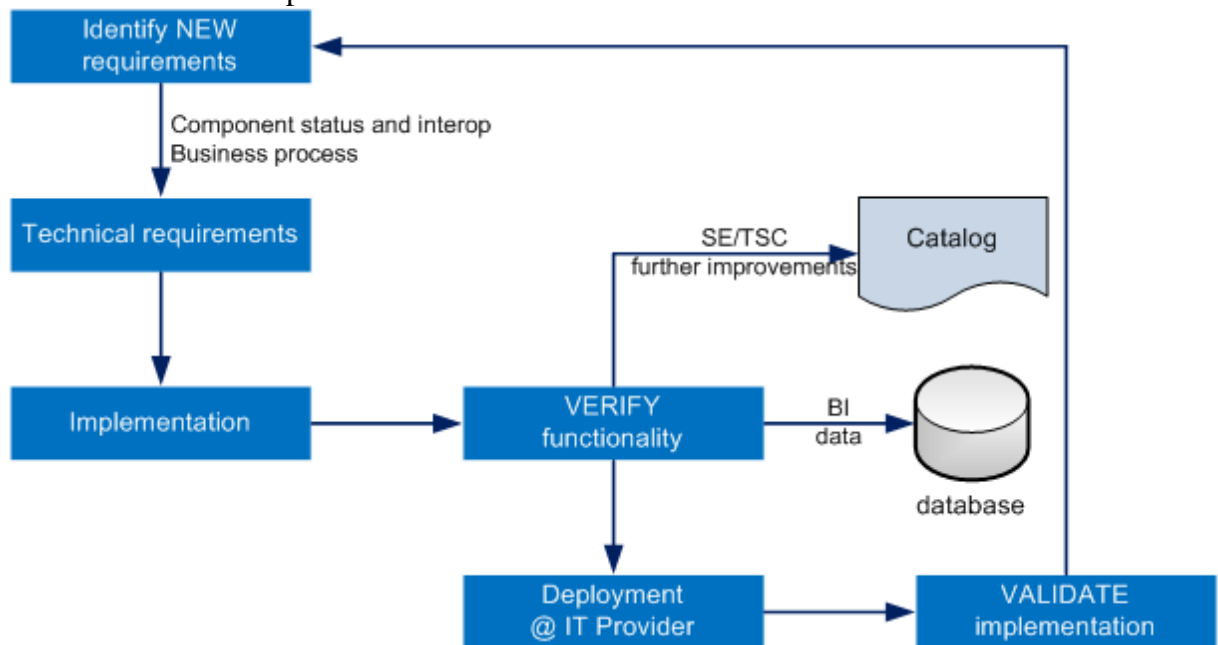 Identify NEW
requirements
Component status and interop
Business process
Technical requirements
SE/TSC
further improvements
Catalog
Implementation
VERIFY
functionality
BI
data
database
Deployment
@ IT Provider
VALIDATE
implementation